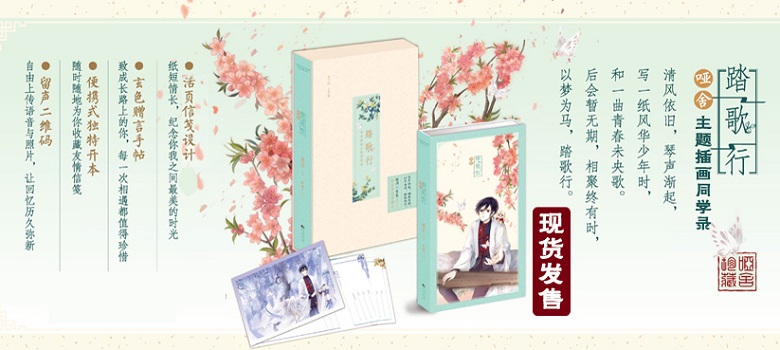 踏歌行
哑舍
主题插画同学录
清风依旧，琴声渐起，
写一纸风华少年时，
和一曲青春未央歌。
后会暂无期，相聚终有时，
以梦为马，踏歌行。
现货发售
踏歌行
活页信笺设计
纸短情长，纪念你我之间最美的时光
玄色赠言手帖
致成长路上的你，每一次相遇都值得珍惜
便携式独特开本
随时随地为你收藏友情信笺
留声二维码
自由上传语音与照片，让回忆历久弥新